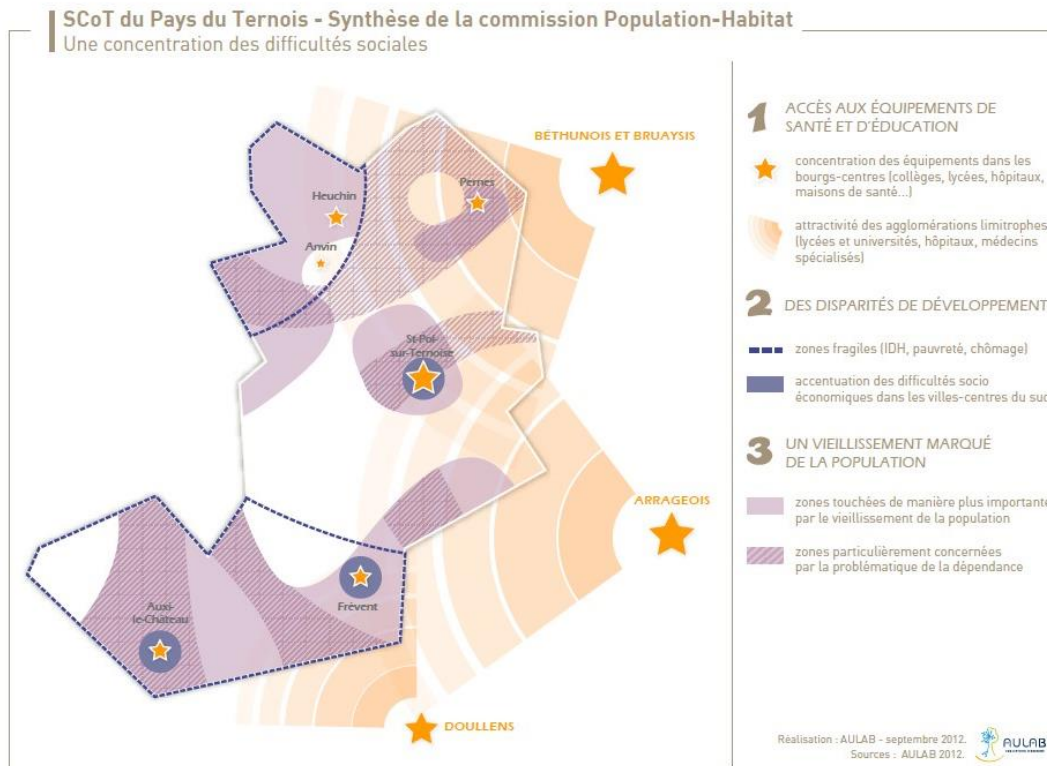 SCoT du Pays du Ternois - Synthèse de la commission Population-Habitat
Une concentration des difficultés sociales
BÉTHUNOIS ET BRUAYSIS
Heuchin
Pernes
Anvin
St-Pol-
sur-Ternoise
ARRAGEOIS
Auxi-
le-Château
Frévent
DOULLENS
1 ACCÈS AUX ÉQUIPEMENTS DE
SANTÉ ET D'ÉDUCATION
concentration des équipements dans les
bourgs-centres (collèges, lycées, hôpitaux,
maisons de santé...)
attractivité des agglomérations limitrophes
(lycées et universités, hôpitaux, médecins
spécialisés)
2 DES DISPARITÉS DE DÉVELOPPEMENT
zones fragiles (IDH, pauvreté, chômage)
accentuation des difficultés socio
économiques dans les villes-centres du sud
3 UN VIEILLISSEMENT MARQUÉ
DE LA POPULATION
zones touchées de manière plus importante
par le vieillissement de la population
zones particulièrement concernées
par la problématique de la dépendance
Réalisation : AULAB - septembre 2012.
Sources : AULAB 2012.
AULAB